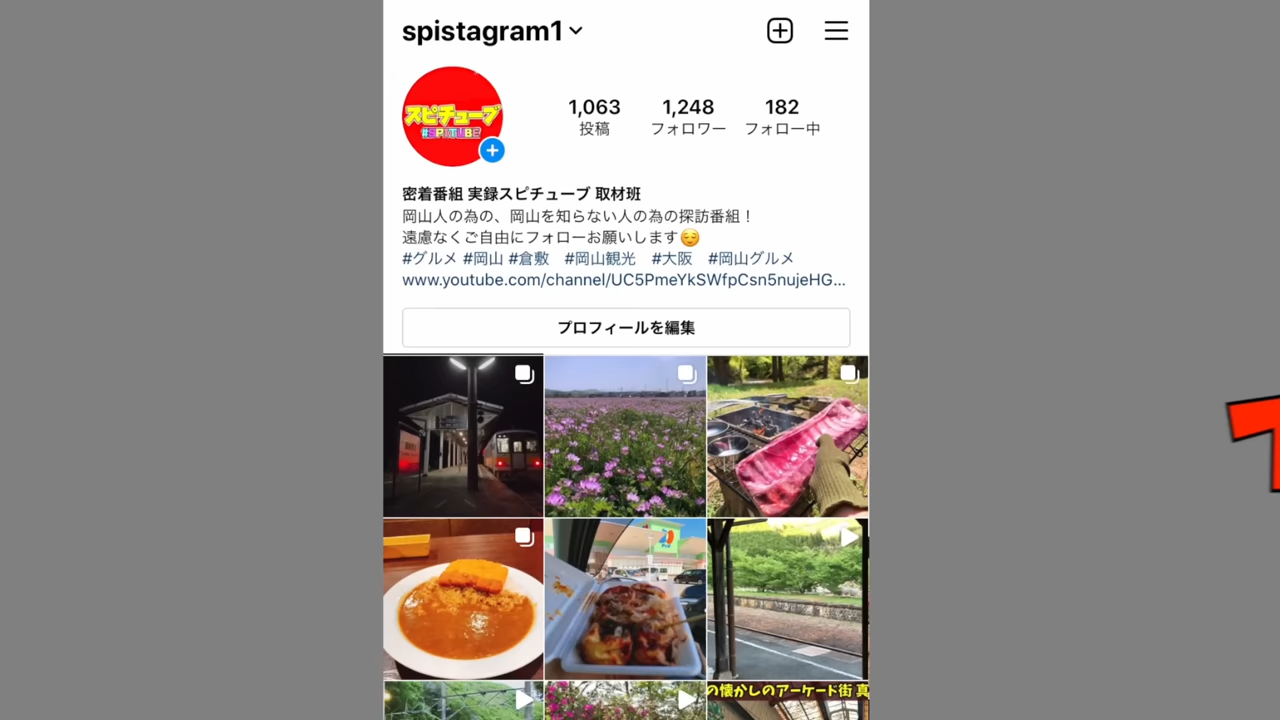 spistagram1
スピチューブ
#SPITUBE
1,063 1,248 182
投稿 フォロワー フォロー中
密着番組 実録スピチューブ 取材班
岡山人の為の、岡山を知らない人の為の探訪番組！
遠慮なくご自由にフォローお願いします😌
#グルメ #岡山 #倉敷　#岡山観光　#大阪　#岡山グルメ
www.youtube.com/channel/UC5PmeYkSWfpCsn5nujeHG...
プロフィールを編集
の懐かしのアーケード街 真